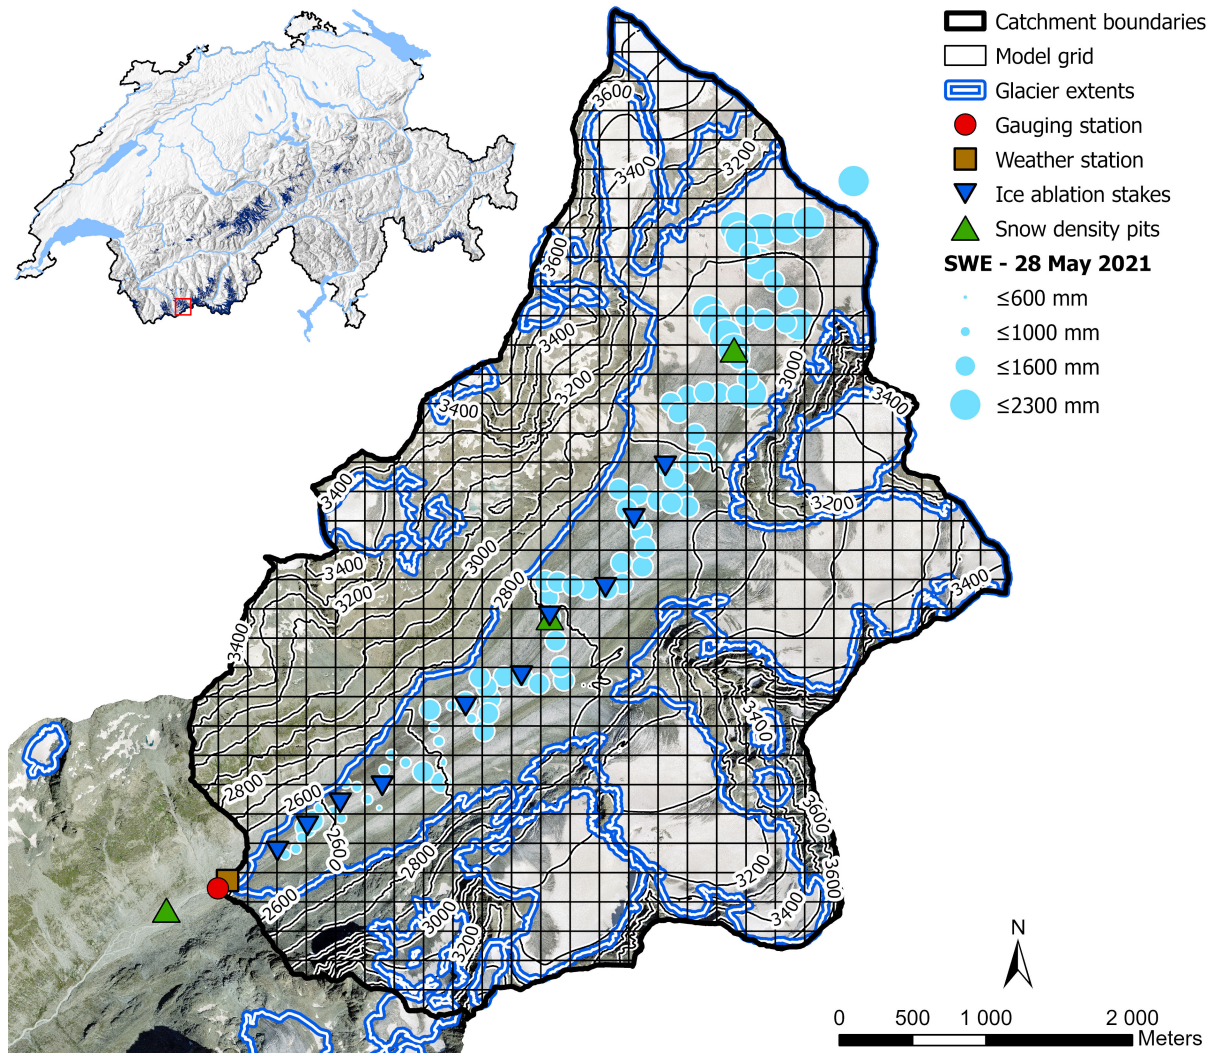 Catchment boundaries
Model grid
Glacier extents
Gauging station
Weather station
Ice ablation stakes
Snow density pits
SWE - 28 May 2021
≤600 mm
≤1000 mm
≤1600 mm
≤2300 mm
3600
3400
3200
3600
3400
3200
3400
3000
3400
3200
3400
3400
3200
3000
2800
3400
3400
3400
2800
2600
2600
2800
2600
3000
3200
3600
3200
3400
3600
N
0 500 1 000 2 000
Meters